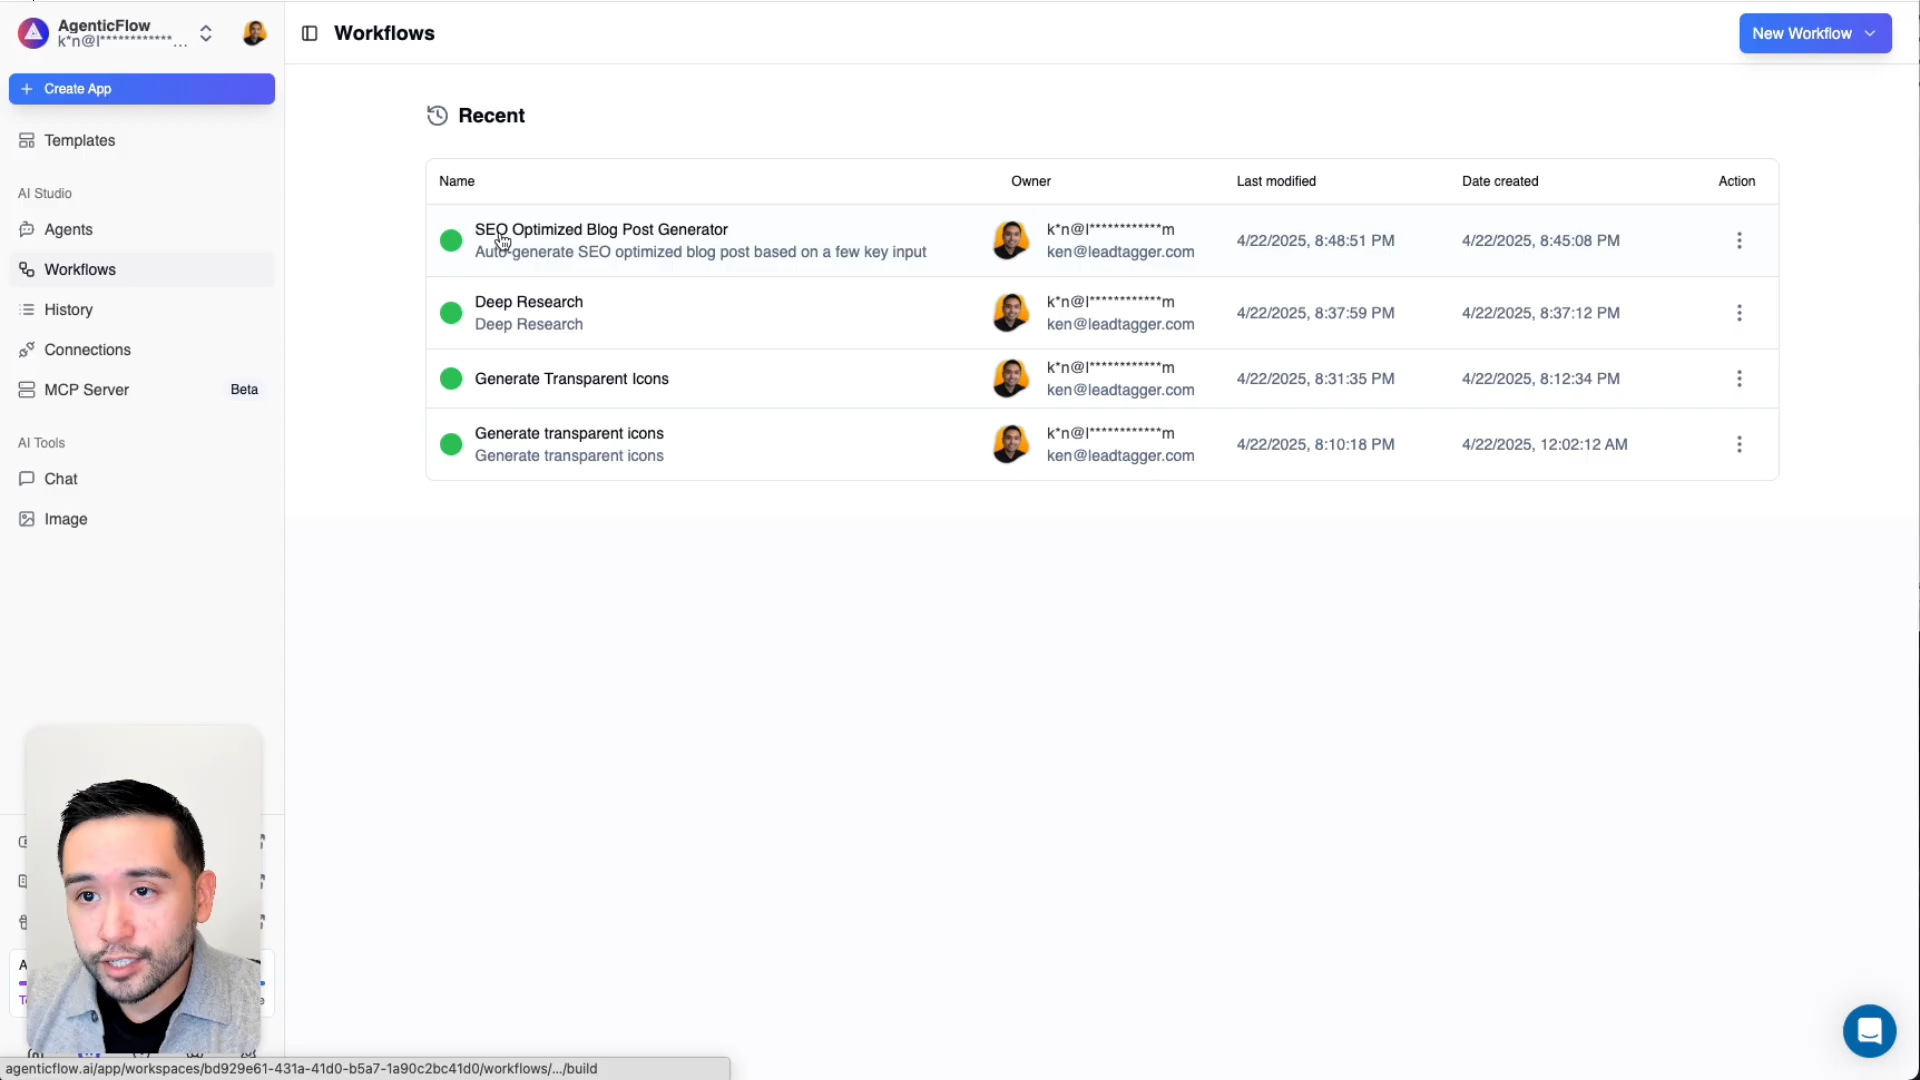 AgenticFlow
k*n@l************...
Create App
Templates
AI Studio
Agents
Workflows
History
Connections
MCP Server
Beta
AI Tools
Chat
Image
Workflows
New Workflow
Recent
Name
Owner
Last modified
Date created
Action
SEO Optimized Blog Post Generator
Auto-generate SEO optimized blog post based on a few key input
k*n@l************m
ken@leadtagger.com
4/22/2025, 8:48:51 PM
4/22/2025, 8:45:08 PM
Deep Research
Deep Research
k*n@l************m
ken@leadtagger.com
4/22/2025, 8:37:59 PM
4/22/2025, 8:37:12 PM
Generate Transparent Icons
k*n@l************m
ken@leadtagger.com
4/22/2025, 8:31:35 PM
4/22/2025, 8:12:34 PM
Generate transparent icons
Generate transparent icons
k*n@l************m
ken@leadtagger.com
4/22/2025, 8:10:18 PM
4/22/2025, 12:02:12 AM
agenticflow.ai/app/workspaces/bd929e61-431a-41d0-b5a7-1a90c2bc41d0/workflows/.../build